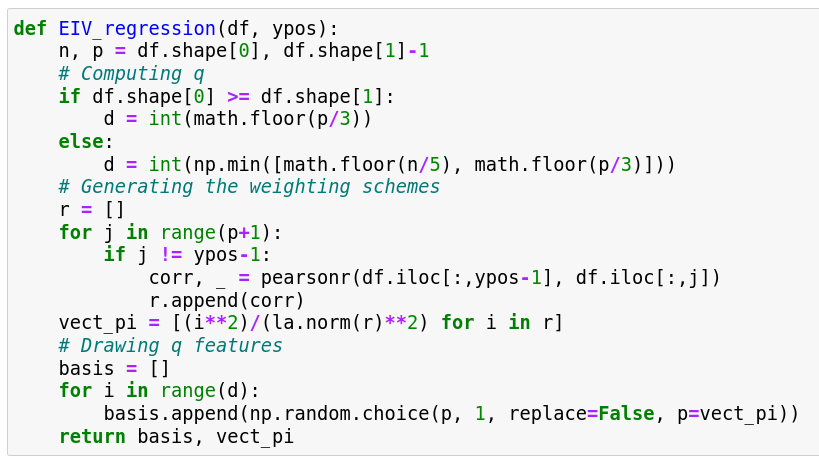 def EIV_regression(df, ypos):
    n, p = df.shape[0], df.shape[1]-1
    # Computing q
    if df.shape[0] >= df.shape[1]:
        d = int(math.floor(p/3))
    else:
        d = int(np.min([math.floor(n/5), math.floor(p/3)]))
    # Generating the weighting schemes
    r = []
    for j in range(p+1):
        if j != ypos-1:
            corr, _ = pearsonr(df.iloc[:,ypos-1], df.iloc[:,j])
            r.append(corr)
    vect_pi = [(i**2)/(la.norm(r)**2) for i in r]
    # Drawing q features
    basis = []
    for i in range(d):
        basis.append(np.random.choice(p, 1, replace=False, p=vect_pi))
    return basis, vect_pi